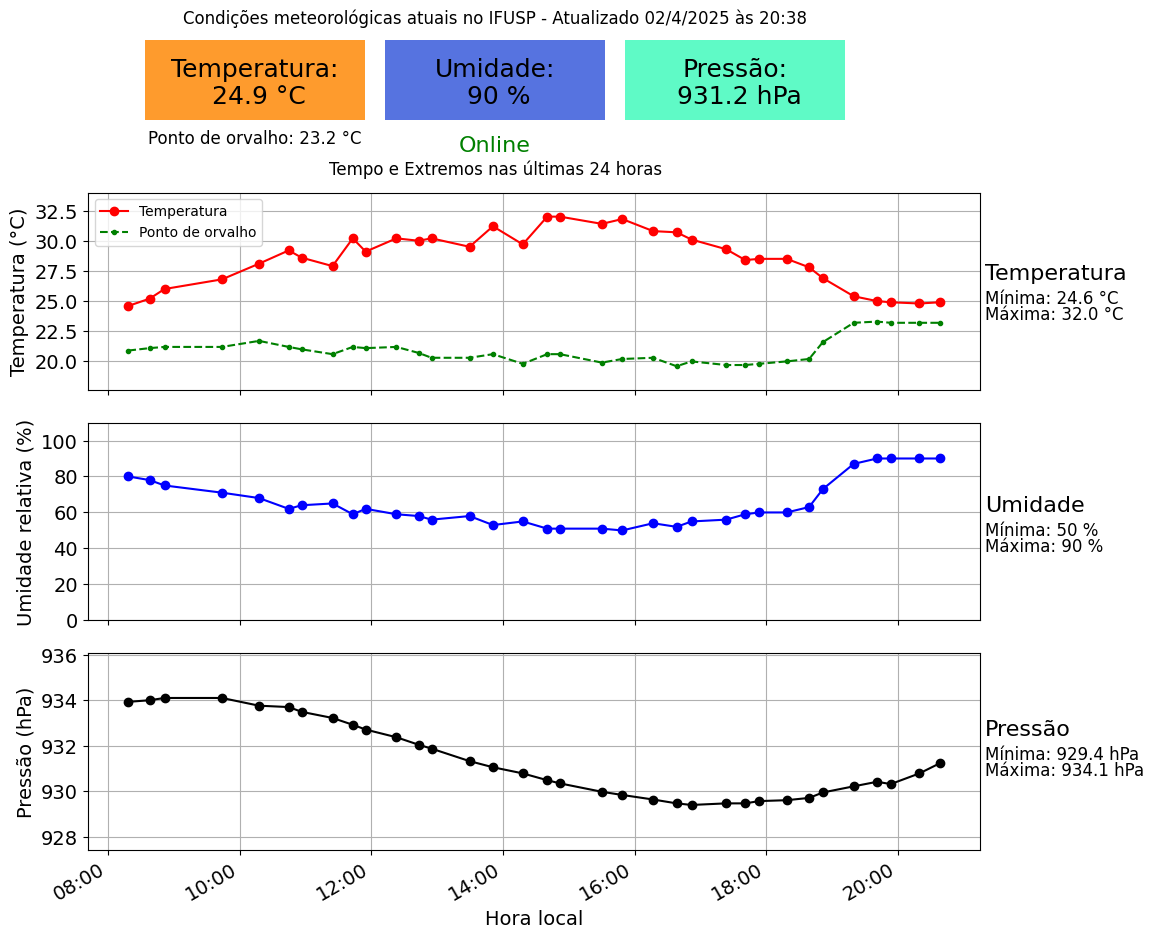 Condições meteorológicas atuais no IFUSP - Atualizado 02/4/2025 às 20:38
Temperatura:
24.9 °C
Umidade:
90 %
Pressão:
931.2 hPa
Ponto de orvalho: 23.2 °C
Online
Tempo e Extremos nas últimas 24 horas
Temperatura (°C)
32.5
30.0
27.5
25.0
22.5
20.0
Temperatura
Ponto de orvalho
Temperatura
Mínima: 24.6 °C
Máxima: 32.0 °C
Umidade relativa (%)
100
80
60
40
20
0
Umidade
Mínima: 50 %
Máxima: 90 %
Pressão (hPa)
936
934
932
930
928
Pressão
Mínima: 929.4 hPa
Máxima: 934.1 hPa
08:00
10:00
12:00
14:00
16:00
18:00
20:00
Hora local